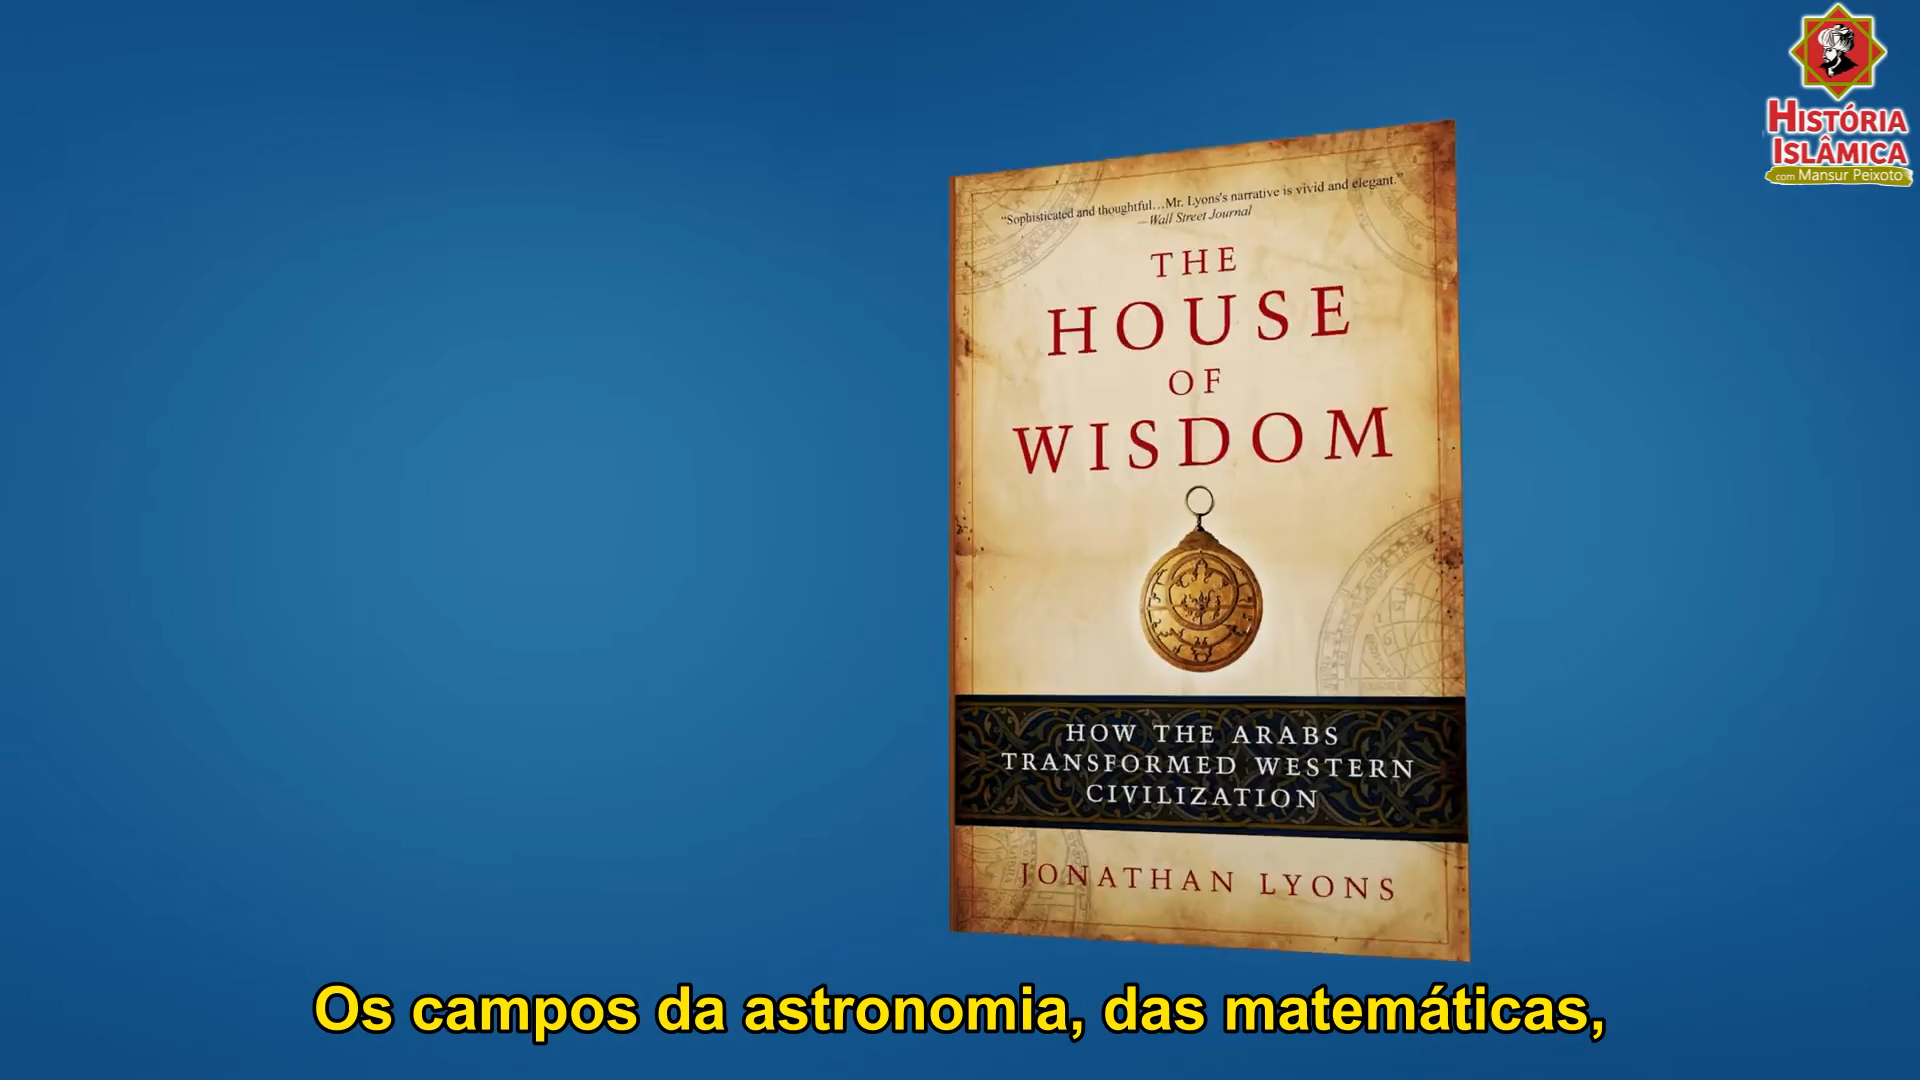 HISTÓRIA
ISLÂMICA
com Mansur Peixoto
“Sophisticated and thoughtful…Mr. Lyons's narrative is vivid and elegant.”
—Wall Street Journal
THE
HOUSE
OF
WISDOM
HOW THE ARABS
TRANSFORMED WESTERN
CIVILIZATION
JONATHAN LYONS
Os campos da astronomia, das matemáticas,